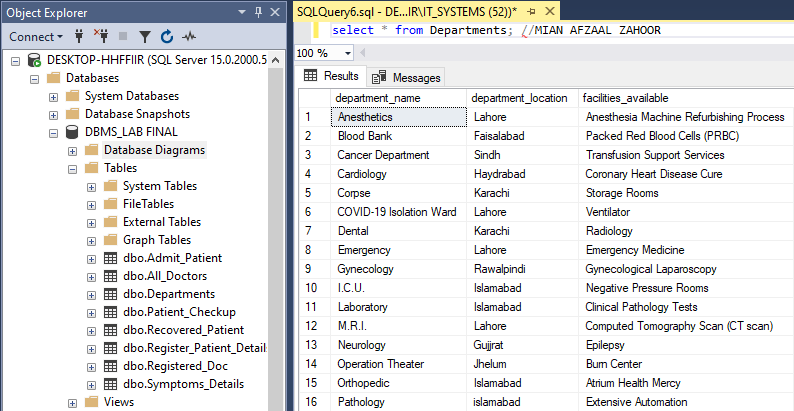 Object Explorer
Connect
DESKTOP-HHFFIIR (SQL Server 15.0.2000.5
Databases
System Databases
Database Snapshots
DBMS_LAB FINAL
Database Diagrams
Tables
System Tables
FileTables
External Tables
Graph Tables
dbo.Admit_Patient
dbo.All_Doctors
dbo.Departments
dbo.Patient_Checkup
dbo.Recovered_Patient
dbo.Register_Patient_Details
dbo.Registered_Doc
dbo.Symptoms_Details
Views
SQLQuery6.sql - DE...IR\IT_SYSTEMS (52))*
select * from Departments; //MIAN AFZAAL ZAHOOR
100 %
Results Messages
department_name department_location facilities_available
1 Anesthetics Lahore Anesthesia Machine Refurbishing Process
2 Blood Bank Faisalabad Packed Red Blood Cells (PRBC)
3 Cancer Department Sindh Transfusion Support Services
4 Cardiology Haydrabad Coronary Heart Disease Cure
5 Corpse Karachi Storage Rooms
6 COVID-19 Isolation Ward Lahore Ventilator
7 Dental Karachi Radiology
8 Emergency Lahore Emergency Medicine
9 Gynecology Rawalpindi Gynecological Laparoscopy
10 I.C.U. Islamabad Negative Pressure Rooms
11 Laboratory Islamabad Clinical Pathology Tests
12 M.R.I. Lahore Computed Tomography Scan (CT scan)
13 Neurology Gujjrat Epilepsy
14 Operation Theater Jhelum Burn Center
15 Orthopedic Islamabad Atrium Health Mercy
16 Pathology islamabad Extensive Automation